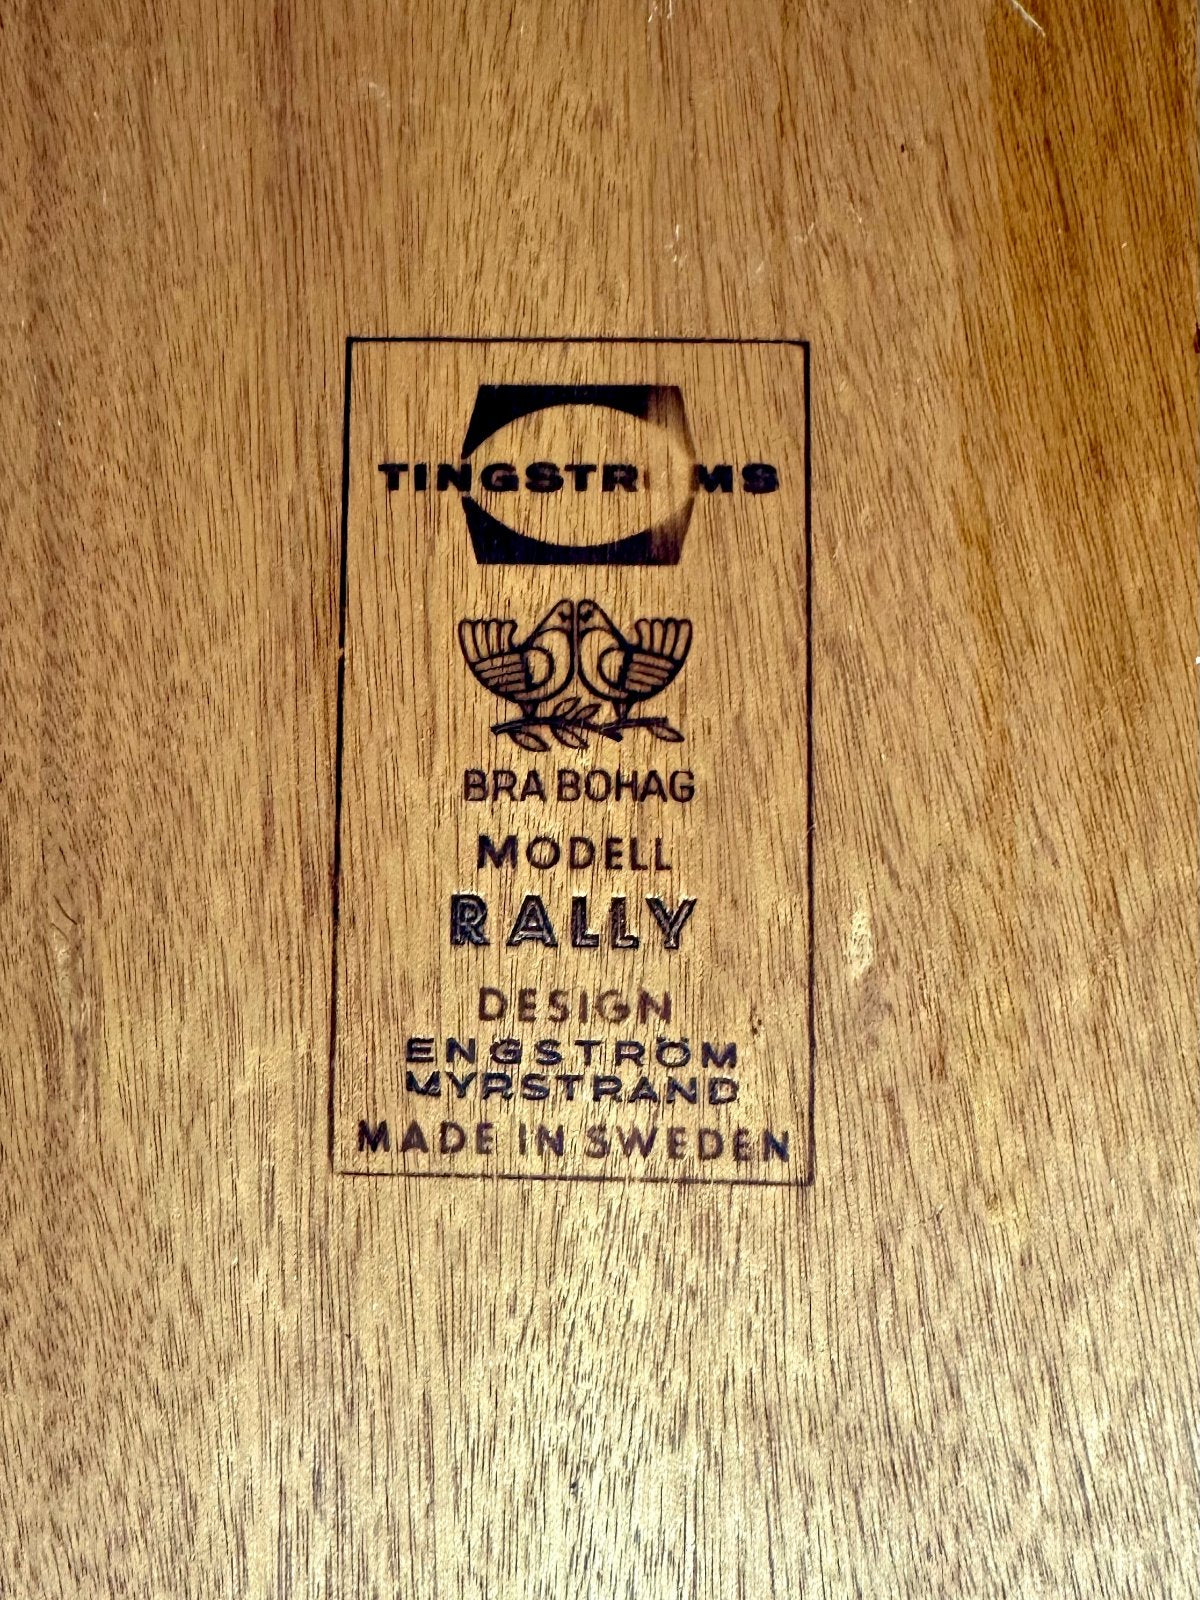 TINGSTRÖMS
BRA BOHAG
MODELL
RALLY
DESIGN
ENGSTRÖM
MYRSTRAND
MADE IN SWEDEN